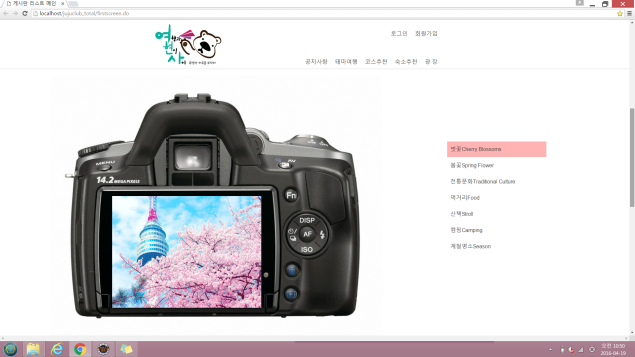 게시판 리스트 메인
localhost/jujuclub_total/firstscreen.do
로그인 회원가입
공지사항 테마여행 코스추천 숙소추천 광 장
벚꽃Cherry Blossoms
봄꽃Spring Flower
전통문화Traditional Culture
먹거리Food
산책Stroll
캠핑Camping
계절명소Season
MENU
AV
14.2 MEGA PIXELS
Fn
DISP
AF
ISO
오전 10:50
2016-04-19